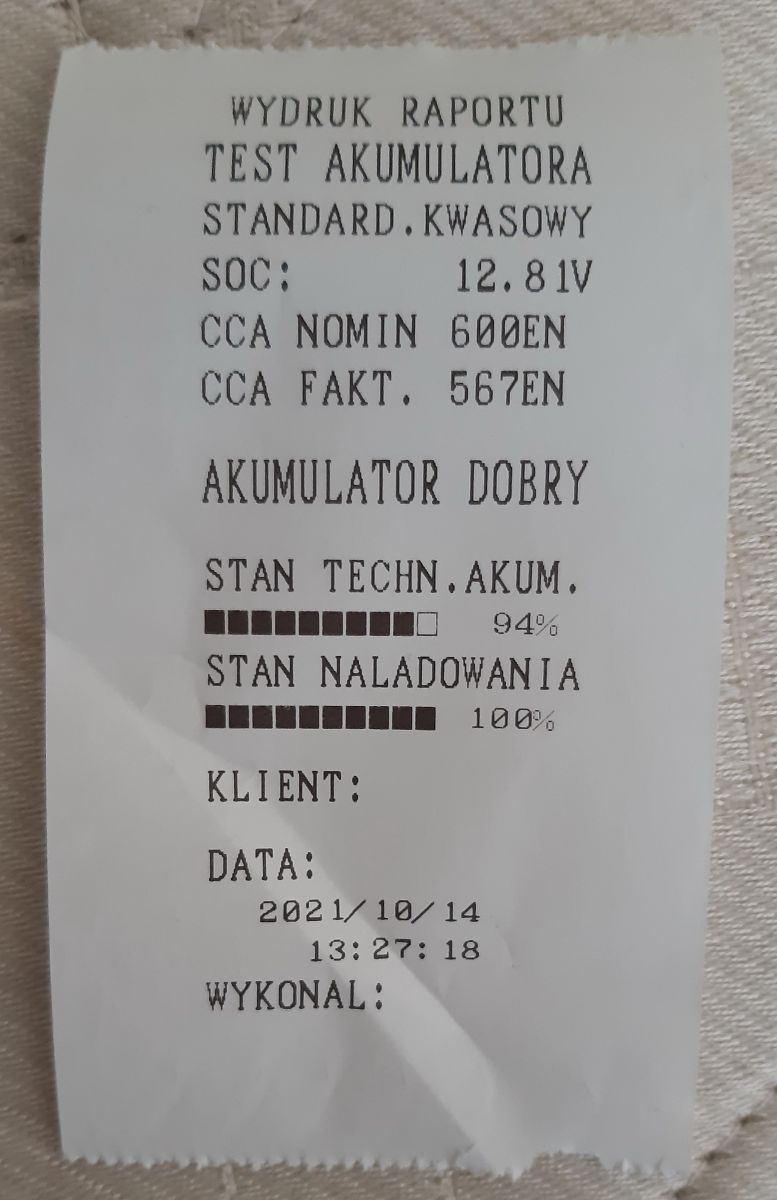 WYDRUK RAPORTU
TEST AKUMULATORA
STANDARD.KWASOWY
SOC: 12.81V
CCA NOMIN 600EN
CCA FAKT. 567EN
AKUMULATOR DOBRY
STAN TECHN.AKUM.
94%
STAN NALADOWANIA
100%
KLIENT:
DATA:
2021/10/14
13:27:18
WYKONAL: